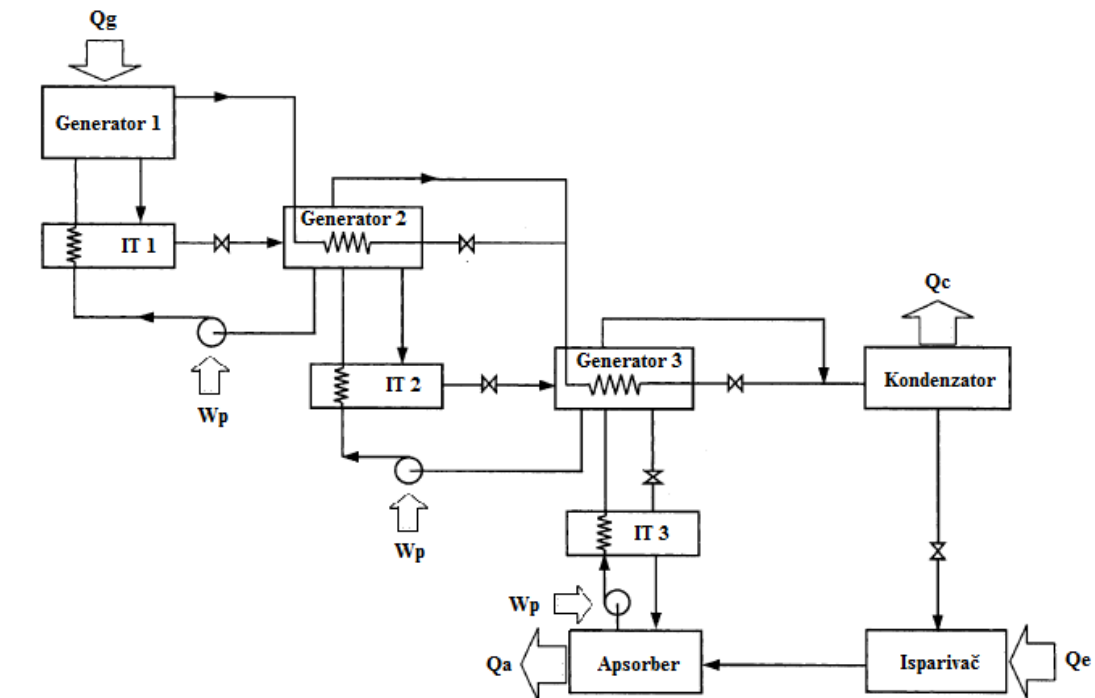 Qg
Generator 1
Generator 2
IT 1
Qc
Generator 3
Kondenzator
IT 2
Wp
Wp
IT 3
Wp
Qa
Apsorber
Isparivač
Qe